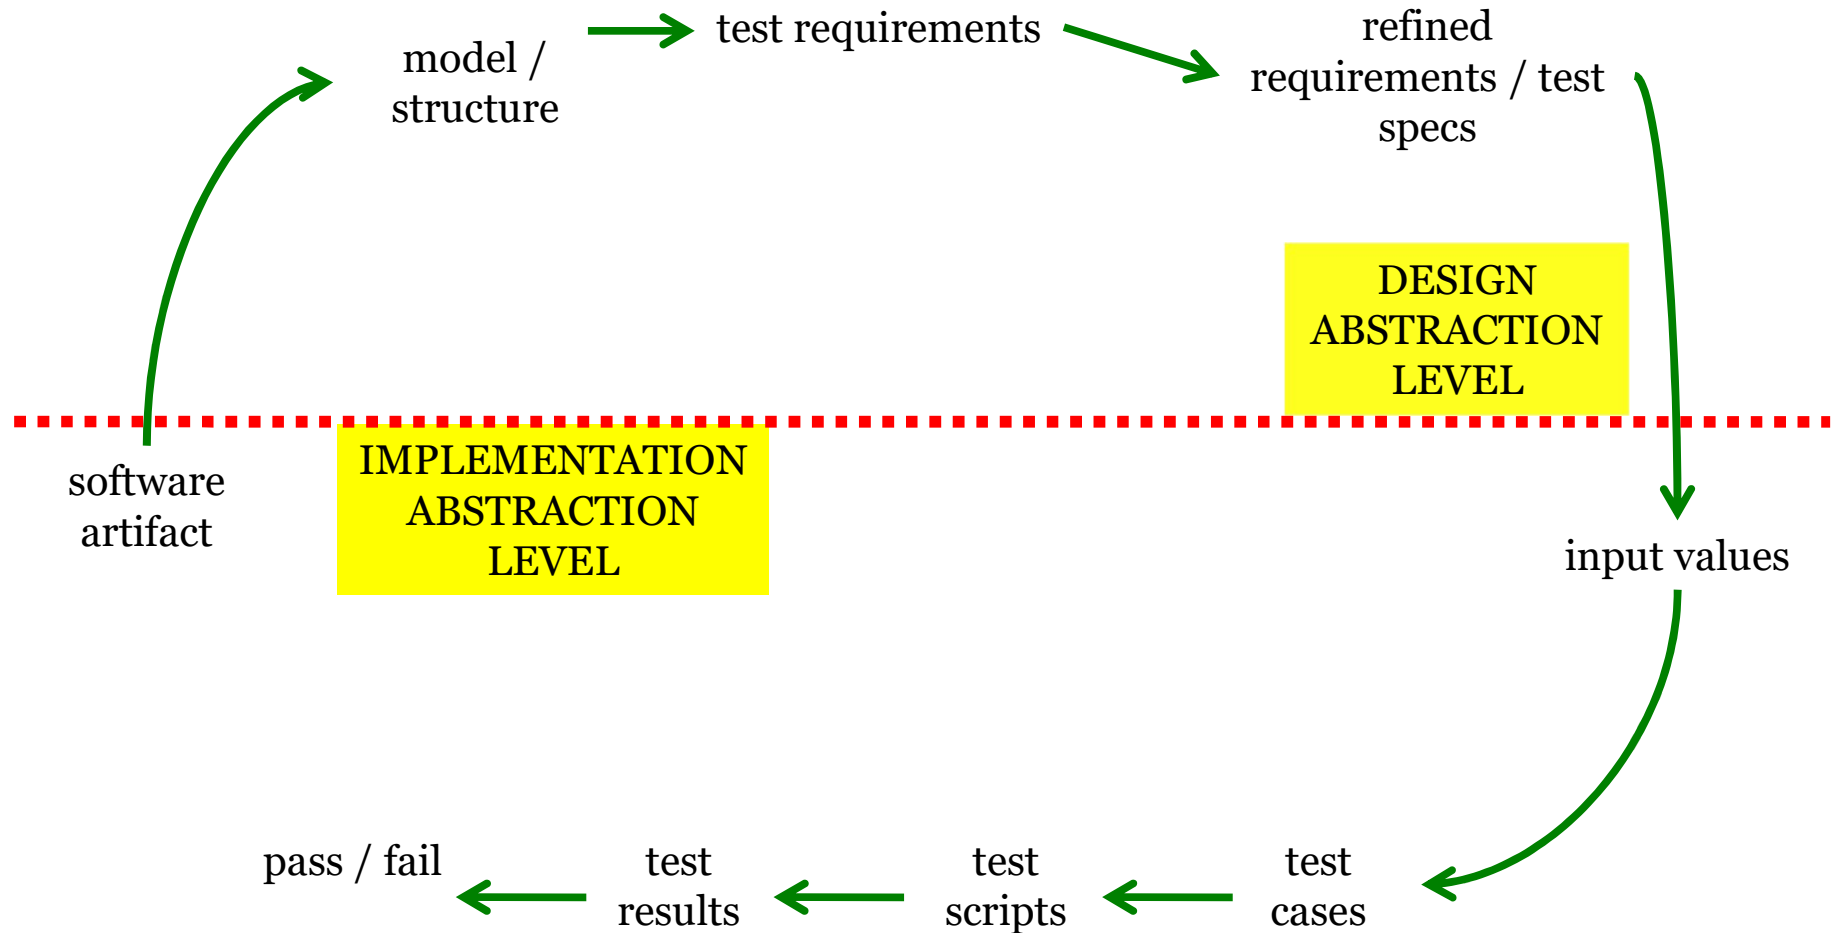 model /
structure
test requirements
refined
requirements / test
specs
DESIGN
ABSTRACTION
LEVEL
software
artifact
IMPLEMENTATION
ABSTRACTION
LEVEL
input values
pass / fail
test
results
test
scripts
test
cases